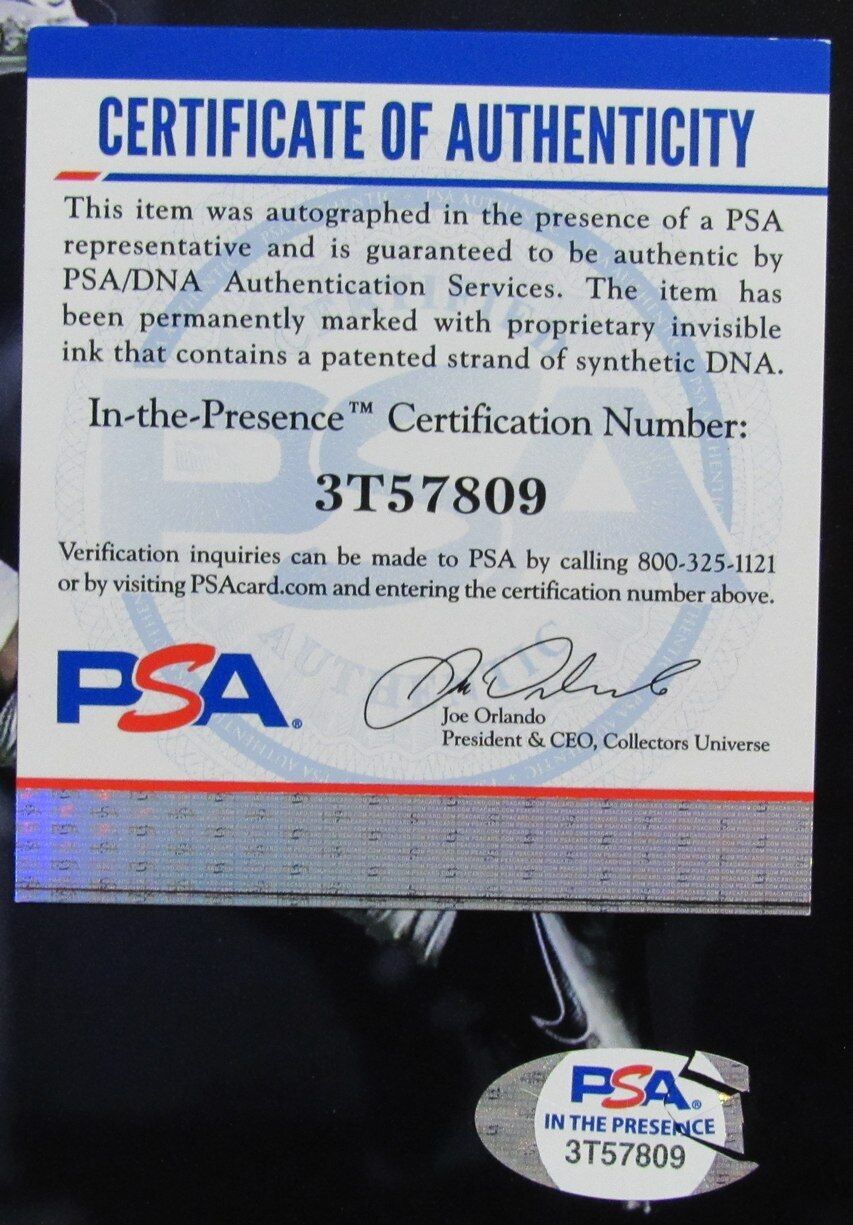 CERTIFICATE OF AUTHENTICITY
This item was autographed in the presence of a PSA
representative and is guaranteed to be authentic by
PSA/DNA Authentication Services. The item has
been permanently marked with proprietary invisible
ink that contains a patented strand of synthetic DNA.
In-the-Presence™ Certification Number:
3T57809
Verification inquiries can be made to PSA by calling 800-325-1121
or by visiting PSAcard.com and entering the certification number above.
PSA®
Joe Orlando
President & CEO, Collectors Universe
PSA®
IN THE PRESENCE
3T57809